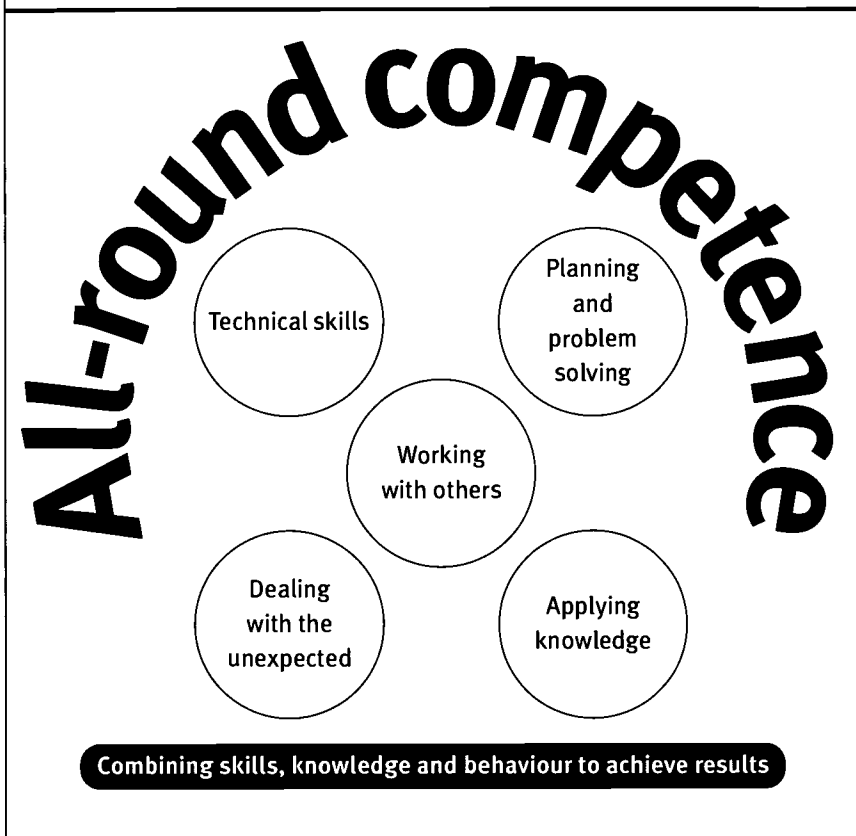 All-round competence
Technical skills
Planning
and
problem
solving
Working
with others
Dealing
with the
unexpected
Applying
knowledge
Combining skills, knowledge and behaviour to achieve results